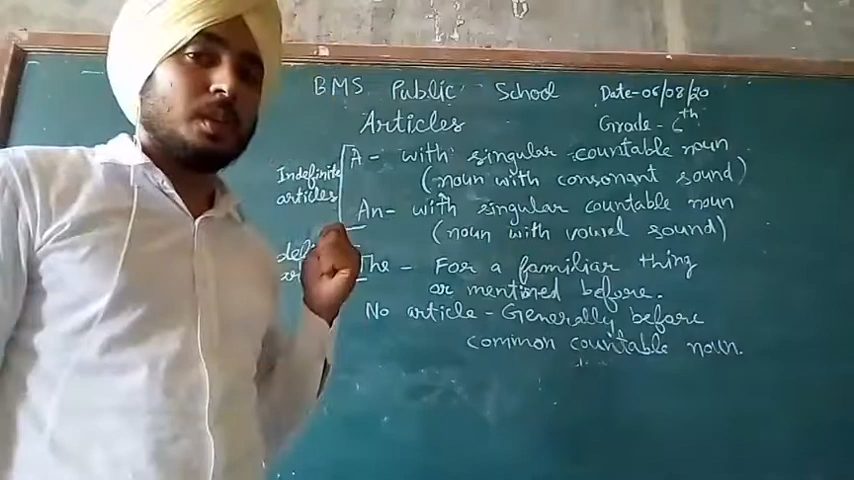 BMS Public School Date-06/08/20
Articles Grade-6th
Indefinite articles
A - with singular countable noun
(noun with consonant sound)
An - with singular countable noun
(noun with vowel sound)
The - For a familiar thing
or mentioned before.
No article - Generally before
common countable noun.